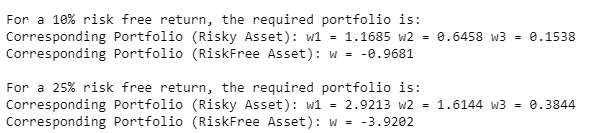 For a 10% risk free return, the required portfolio is:
Corresponding Portfolio (Risky Asset): w1 = 1.1685 w2 = 0.6458 w3 = 0.1538
Corresponding Portfolio (RiskFree Asset): w = -0.9681
For a 25% risk free return, the required portfolio is:
Corresponding Portfolio (Risky Asset): w1 = 2.9213 w2 = 1.6144 w3 = 0.3844
Corresponding Portfolio (RiskFree Asset): w = -3.9202